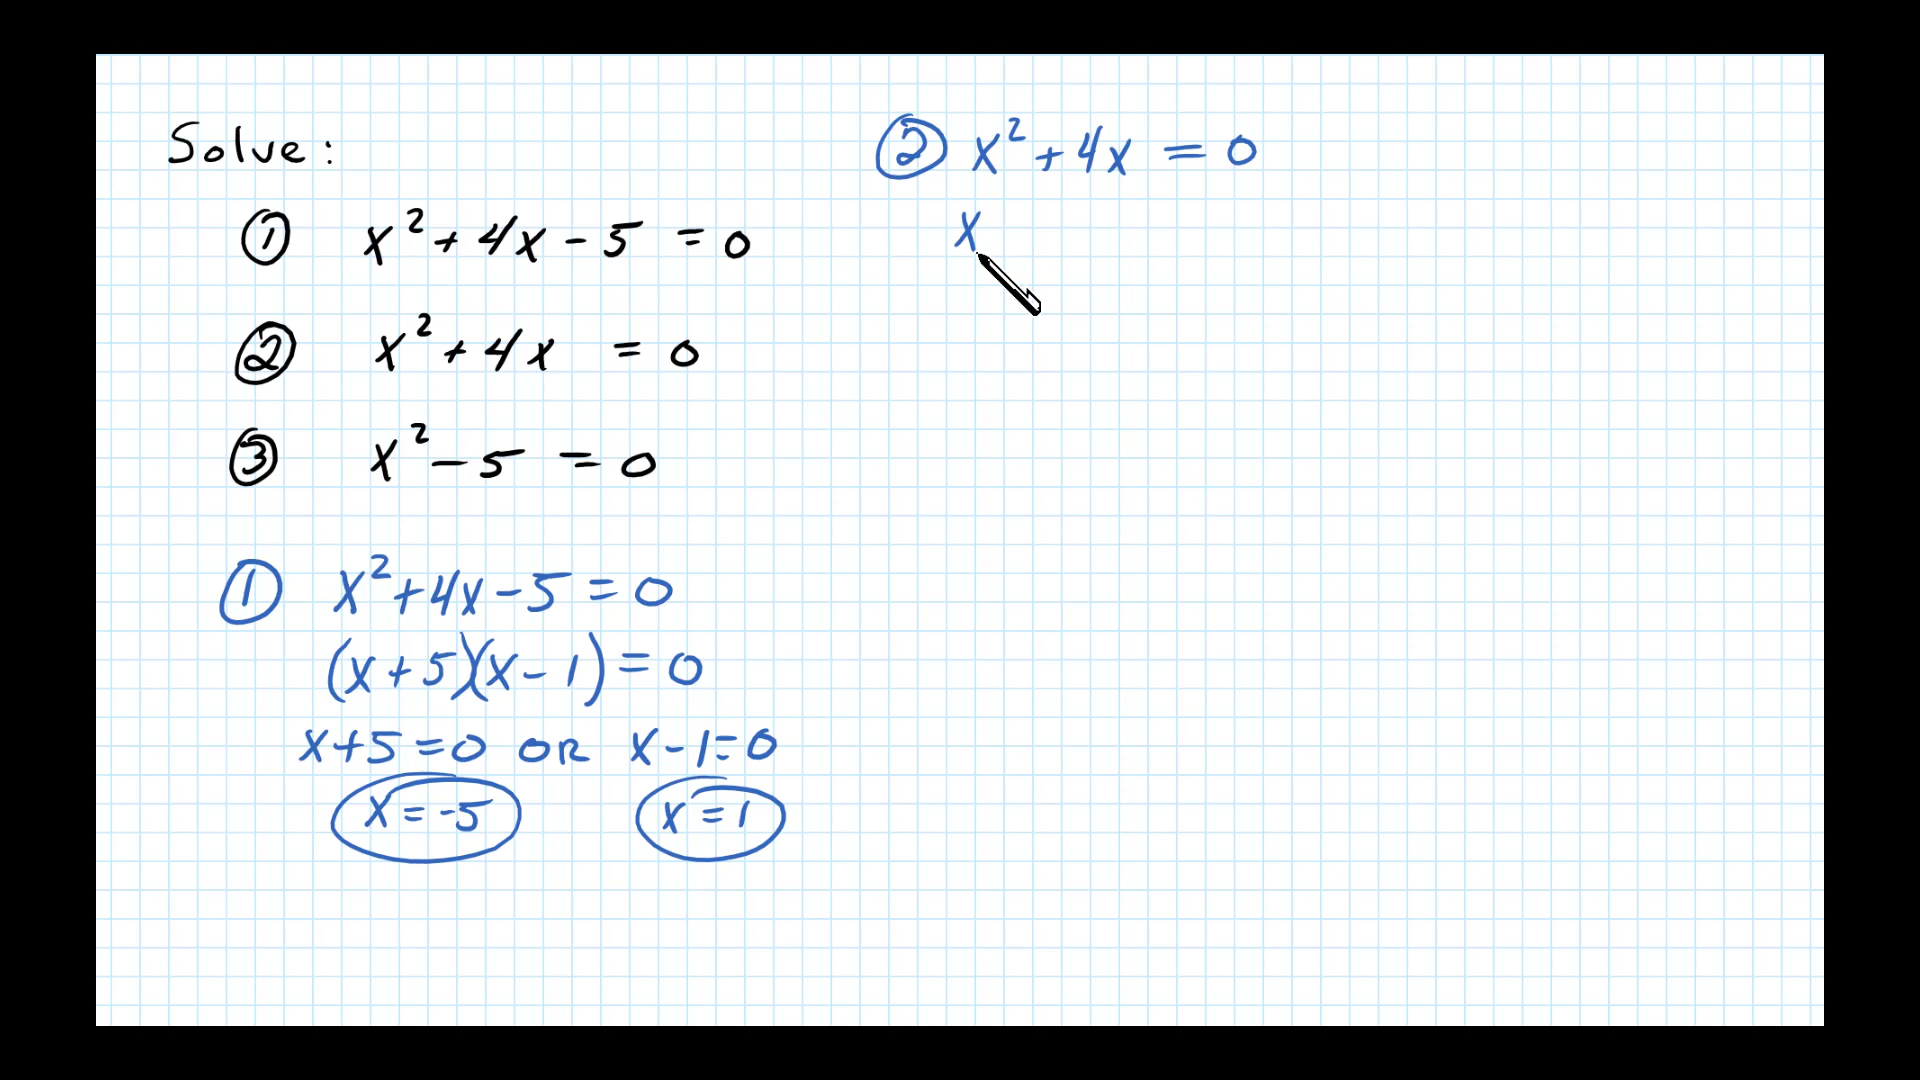 Solve:
① x² + 4x - 5 = 0
② x² + 4x = 0
③ x² - 5 = 0
① x² + 4x - 5 = 0
(x + 5)(x - 1) = 0
x + 5 = 0 OR x - 1 = 0
x = -5 x = 1
② x² + 4x = 0
x